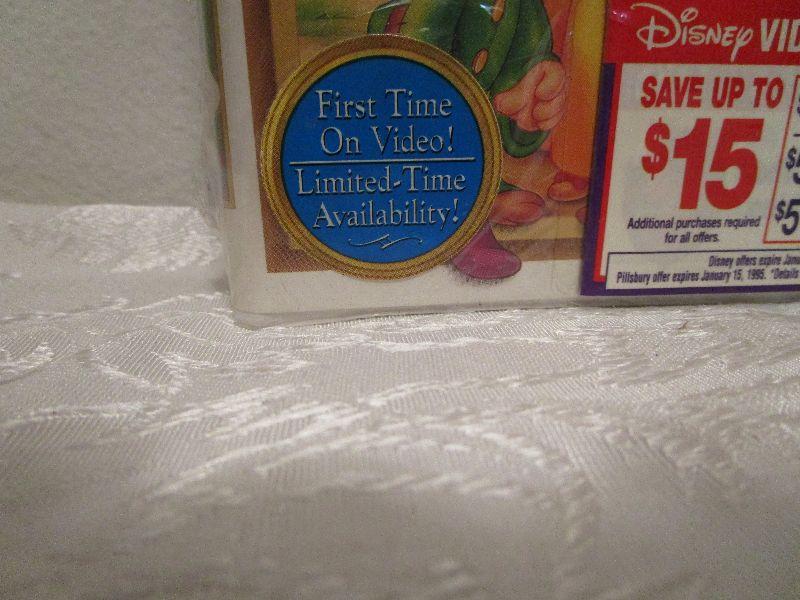 First Time
On Video!
Limited-Time
Availability!
Disney
SAVE UP TO
$15
Additional purchases required
for all offers.
Disney offers expire
Pillsbury offer expires January 15, 1995. *Details